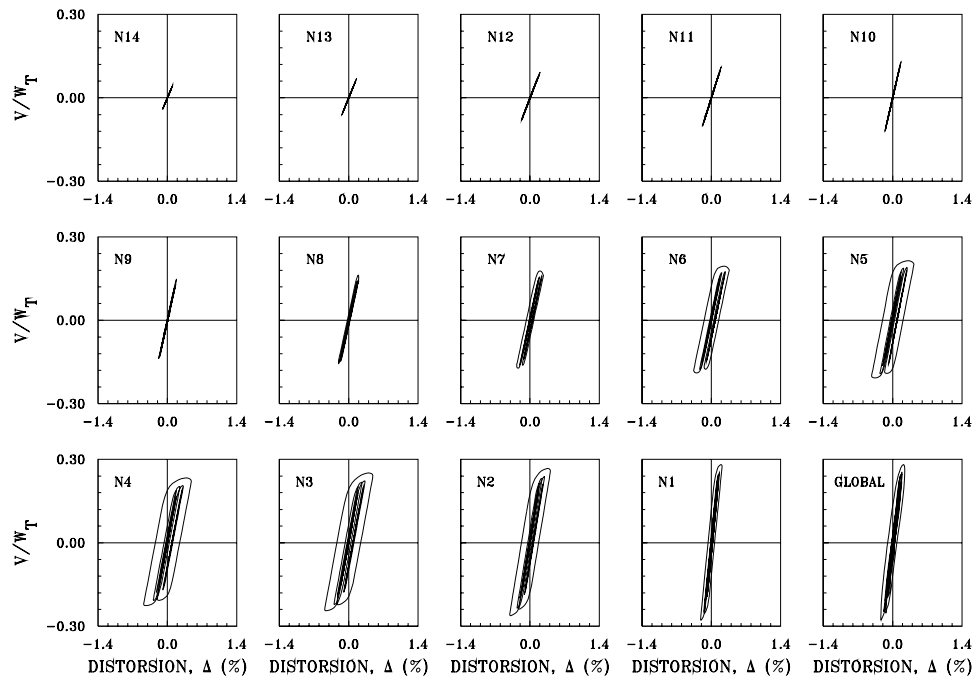 0.30 N14 N13 N12 N11 N10
V/W_T 0.00
−0.30
−1.4 0.0 1.4 −1.4 0.0 1.4 −1.4 0.0 1.4 −1.4 0.0 1.4 −1.4 0.0 1.4
0.30 N9 N8 N7 N6 N5
V/W_T 0.00
−0.30
−1.4 0.0 1.4 −1.4 0.0 1.4 −1.4 0.0 1.4 −1.4 0.0 1.4 −1.4 0.0 1.4
0.30 N4 N3 N2 N1 GLOBAL
V/W_T 0.00
−0.30
−1.4 0.0 1.4 −1.4 0.0 1.4 −1.4 0.0 1.4 −1.4 0.0 1.4 −1.4 0.0 1.4
DISTORSION, Δ (%) DISTORSION, Δ (%) DISTORSION, Δ (%) DISTORSION, Δ (%) DISTORSION, Δ (%)